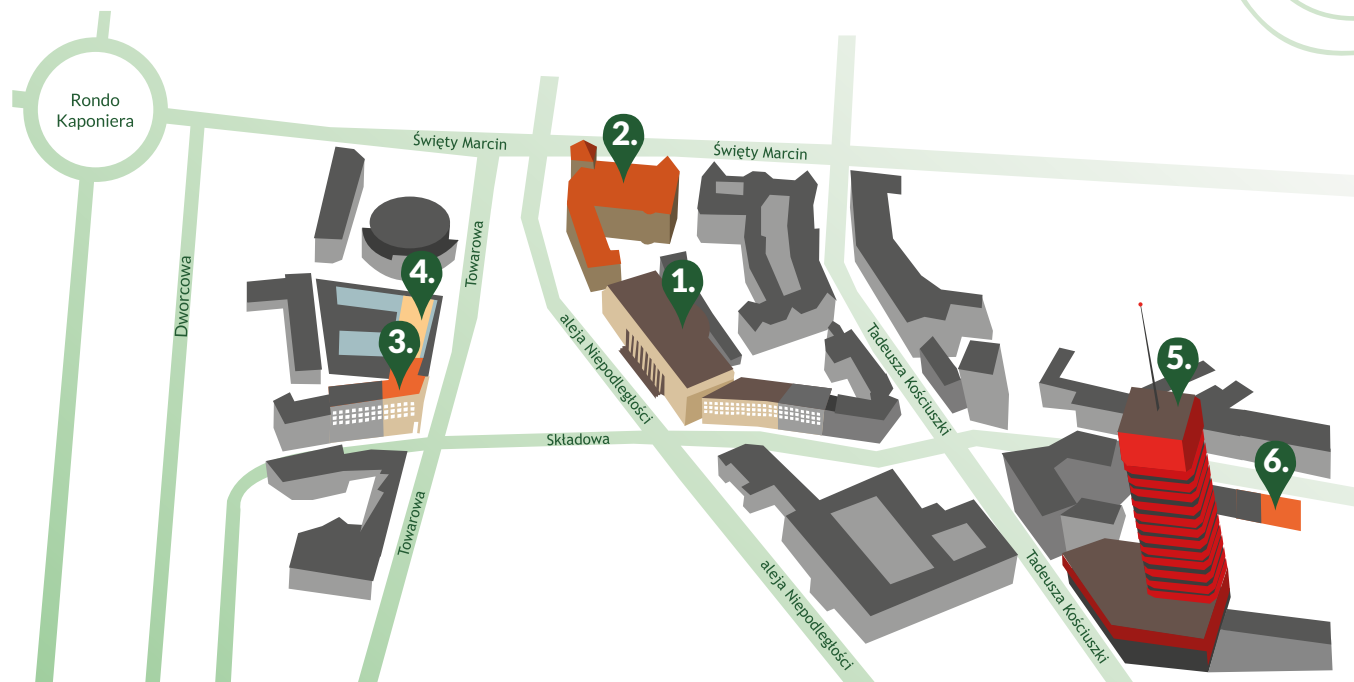 Rondo
Kaponiera
Święty Marcin
2.
Święty Marcin
Dworcowa
Towarowa
4.
1.
3.
aleja Niepodległości
Tadeusza Kościuszki
5.
Składowa
6.
Towarowa
aleja Niepodległości
Tadeusza Kościuszki